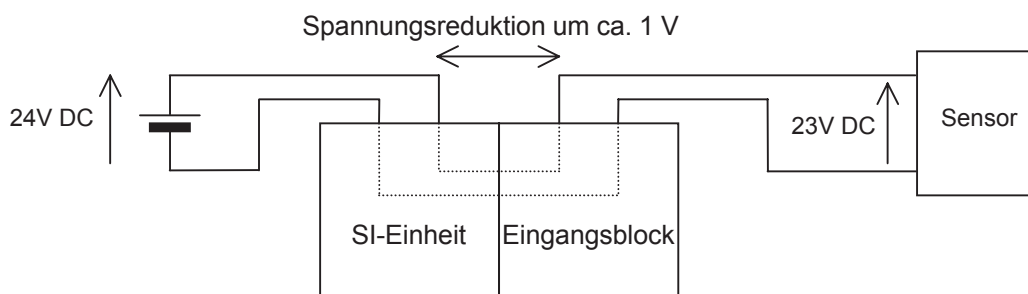 Spannungsreduktion um ca. 1 V
24V DC
23V DC
Sensor
SI-Einheit
Eingangsblock